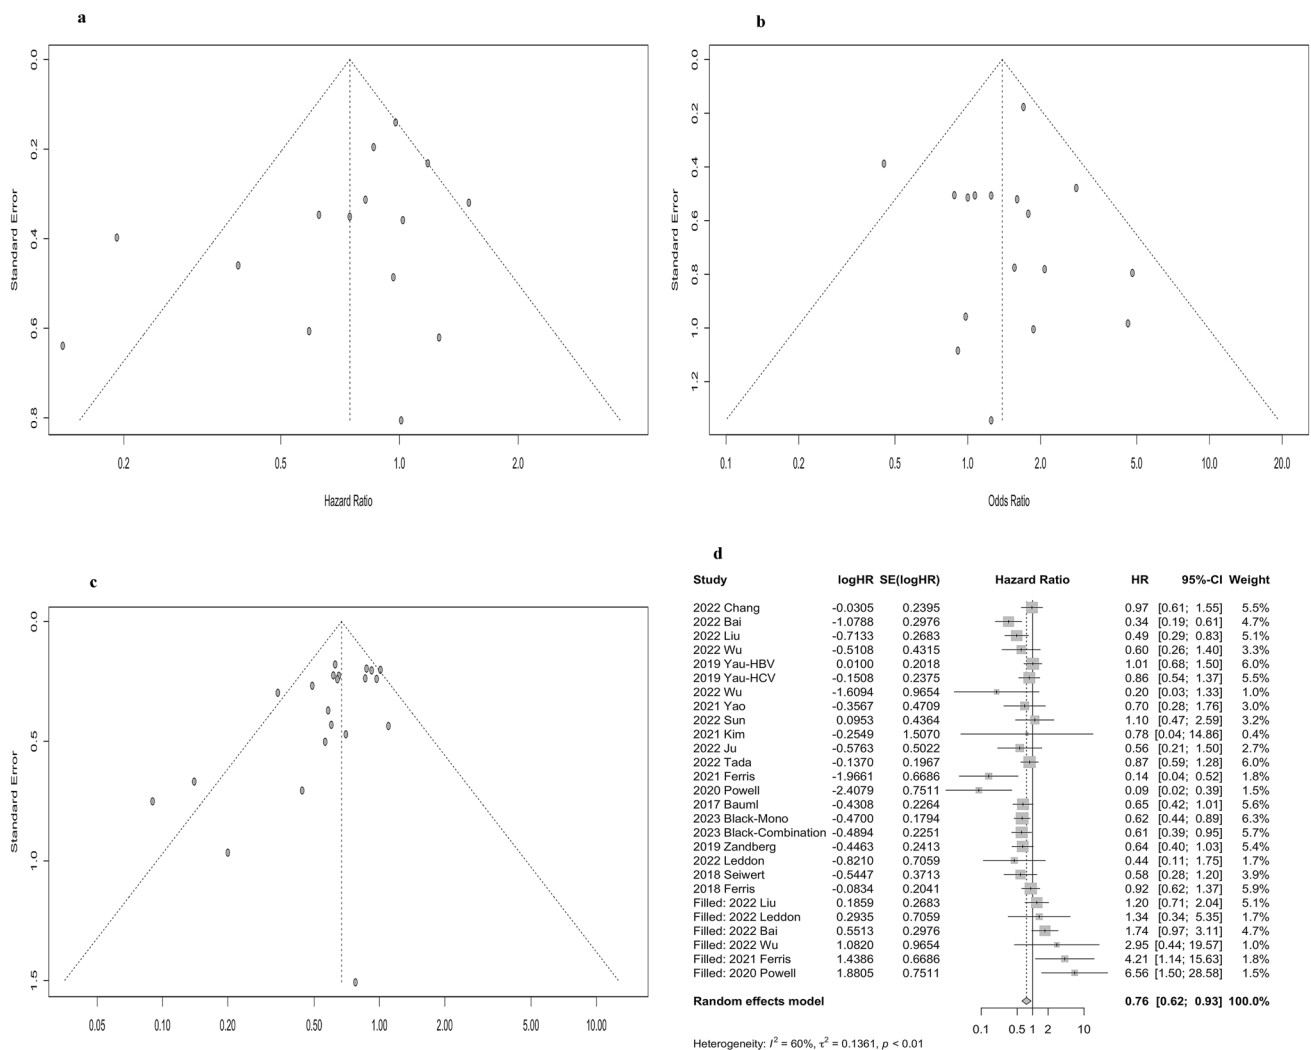 a
0.0
0.2
0.4
0.6
0.8
Standard Error
0.2 0.5 1.0 2.0
Hazard Ratio
b
0.0
0.2
0.4
0.6
0.8
1.0
1.2
Standard Error
0.1 0.2 0.5 1.0 2.0 5.0 10.0 20.0
Odds Ratio
c
0.0
0.5
1.0
1.5
Standard Error
0.05 0.10 0.20 0.50 1.00 2.00 5.00 10.00
d
Study logHR SE(logHR) Hazard Ratio HR 95%-CI Weight
2022 Chang -0.0305 0.2395 0.97 [0.61; 1.55] 5.5%
2022 Bai -1.0788 0.2976 0.34 [0.19; 0.61] 4.7%
2022 Liu -0.7133 0.2683 0.49 [0.29; 0.83] 5.1%
2022 Wu -0.5108 0.4315 0.60 [0.26; 1.40] 3.3%
2019 Yau-HBV 0.0100 0.2018 1.01 [0.68; 1.50] 6.0%
2019 Yau-HCV -0.1508 0.2375 0.86 [0.54; 1.37] 5.5%
2022 Wu -1.6094 0.9654 0.20 [0.03; 1.33] 1.0%
2021 Yao -0.3567 0.4709 0.70 [0.28; 1.76] 3.0%
2022 Sun 0.0953 0.4364 1.10 [0.47; 2.59] 3.2%
2021 Kim -0.2549 1.5070 0.78 [0.04; 14.86] 0.4%
2022 Ju -0.5763 0.5022 0.56 [0.21; 1.50] 2.7%
2022 Tada -0.1370 0.1967 0.87 [0.59; 1.28] 6.0%
2021 Ferris -1.9661 0.6686 0.14 [0.04; 0.52] 1.8%
2020 Powell -2.4079 0.7511 0.09 [0.02; 0.39] 1.5%
2017 Bauml -0.4308 0.2264 0.65 [0.42; 1.01] 5.6%
2023 Black-Mono -0.4700 0.1794 0.62 [0.44; 0.89] 6.3%
2023 Black-Combination -0.4894 0.2251 0.61 [0.39; 0.95] 5.7%
2019 Zandberg -0.4463 0.2413 0.64 [0.40; 1.03] 5.4%
2022 Leddon -0.8210 0.7059 0.44 [0.11; 1.75] 1.7%
2018 Seiwert -0.5447 0.3713 0.58 [0.28; 1.20] 3.9%
2018 Ferris -0.0834 0.2041 0.92 [0.62; 1.37] 5.9%
Filled: 2022 Liu 0.1859 0.2683 1.20 [0.71; 2.04] 5.1%
Filled: 2022 Leddon 0.2935 0.7059 1.34 [0.34; 5.35] 1.7%
Filled: 2022 Bai 0.5513 0.2976 1.74 [0.97; 3.11] 4.7%
Filled: 2022 Wu 1.0820 0.9654 2.95 [0.44; 19.57] 1.0%
Filled: 2021 Ferris 1.4386 0.6686 4.21 [1.14; 15.63] 1.8%
Filled: 2020 Powell 1.8805 0.7511 6.56 [1.50; 28.58] 1.5%
Random effects model 0.76 [0.62; 0.93] 100.0%
0.1 0.5 1 2 10
Heterogeneity: I² = 60%, τ² = 0.1361, p < 0.01